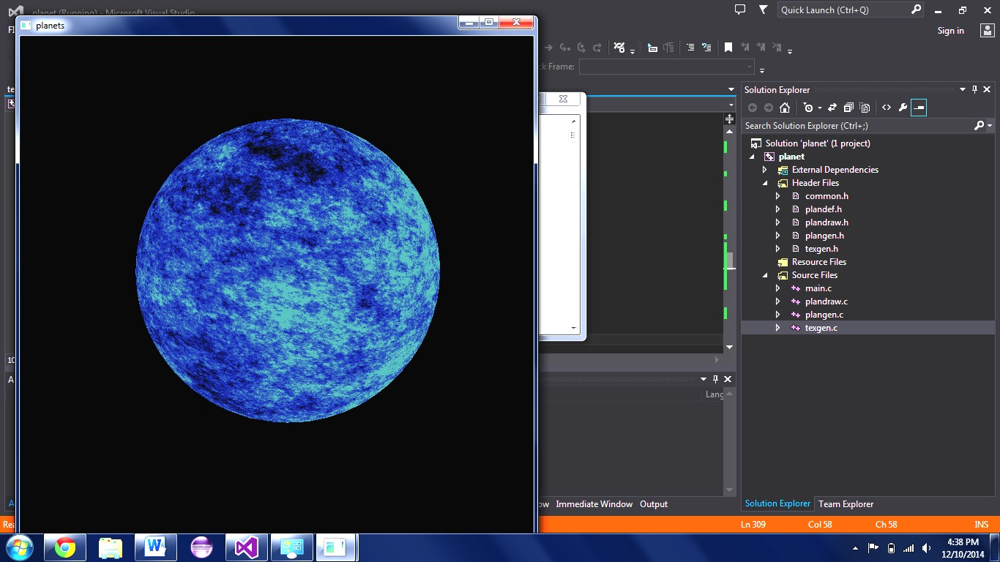 planet (Running) - Microsoft Visual Studio
Quick Launch (Ctrl+Q)
planets
Sign in
Frame:
Solution Explorer
Search Solution Explorer (Ctrl+;)
Solution 'planet' (1 project)
planet
External Dependencies
Header Files
common.h
plandef.h
plandraw.h
plangen.h
texgen.h
Resource Files
Source Files
main.c
plandraw.c
plangen.c
texgen.c
te
10
A
Lang
A
ow Immediate Window Output
Solution Explorer Team Explorer
Rea
Ln 309 Col 58 Ch 58 INS
4:38 PM
12/10/2014